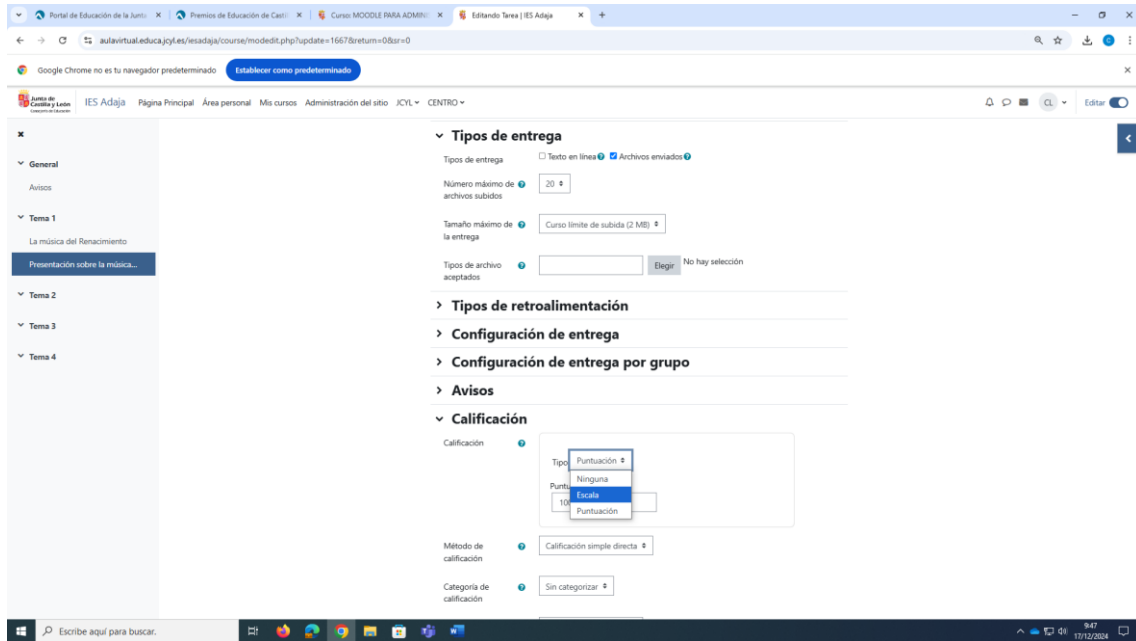 Portal de Educación de la Junta
Premios de Educación de Castil
Curso: MOODLE PARA ADMINI
Editando Tarea | IES Adaja
aulavirtual.educa.jcyl.es/iesadaja/course/modedit.php?update=1667&return=0&sr=0
Google Chrome no es tu navegador predeterminado
Establecer como predeterminado
Junta de Castilla y León
IES Adaja Página Principal Área personal Mis cursos Administración del sitio JCYL CENTRO
CL
Editar
General
Avisos
Tema 1
La música del Renacimiento
Presentación sobre la música...
Tema 2
Tema 3
Tema 4
Tipos de entrega
Tipos de entrega
Texto en línea
Archivos enviados
Número máximo de
archivos subidos
20
Tamaño máximo de
la entrega
Curso límite de subida (2 MB)
Tipos de archivo
aceptados
Elegir
No hay selección
Tipos de retroalimentación
Configuración de entrega
Configuración de entrega por grupo
Avisos
Calificación
Calificación
Tipo
Puntuación
Ninguna
Escala
Puntuación
Puntu
10
Método de
calificación
Calificación simple directa
Categoría de
calificación
Sin categorizar
Escribe aquí para buscar.
9:47
17/12/2024